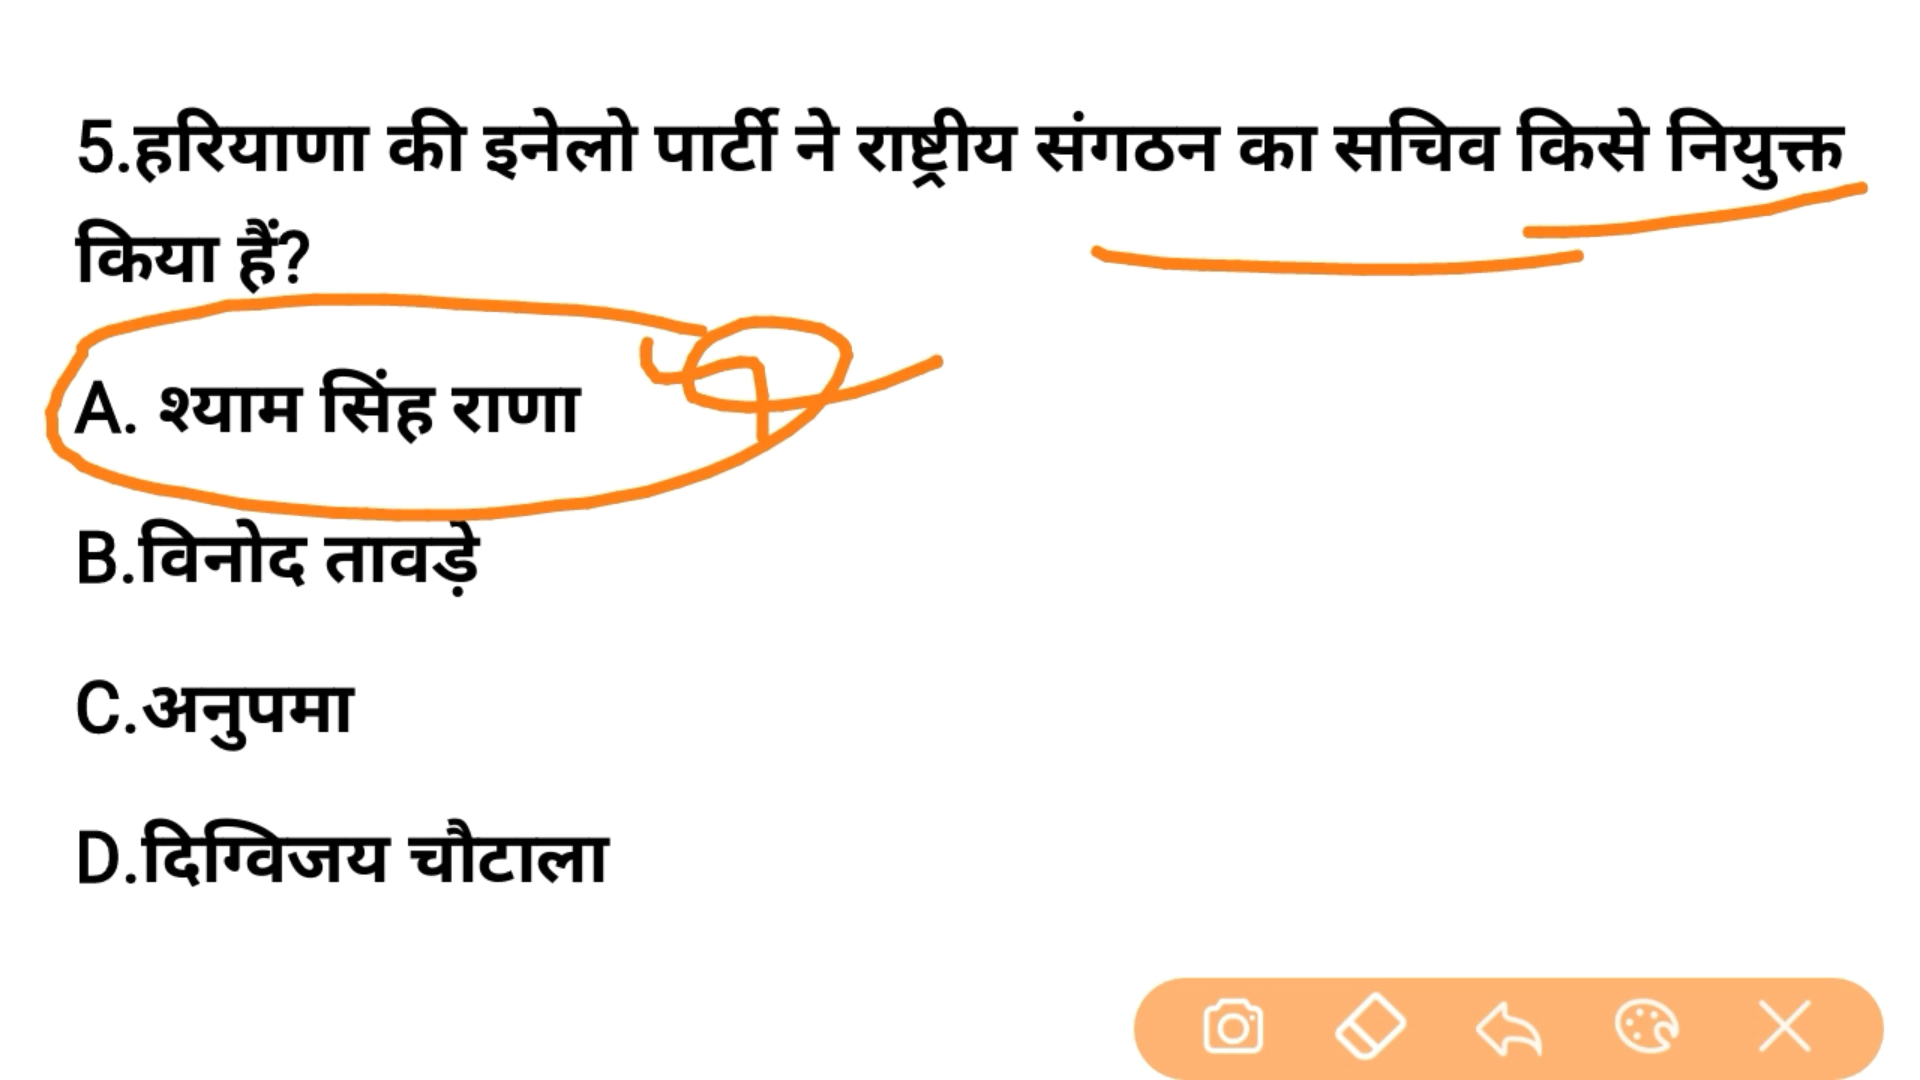 5.हरियाणा की इनेलो पार्टी ने राष्ट्रीय संगठन का सचिव किसे नियुक्त
किया हैं?
A. श्याम सिंह राणा
B.विनोद तावड़े
C.अनुपमा
D.दिग्विजय चौटाला